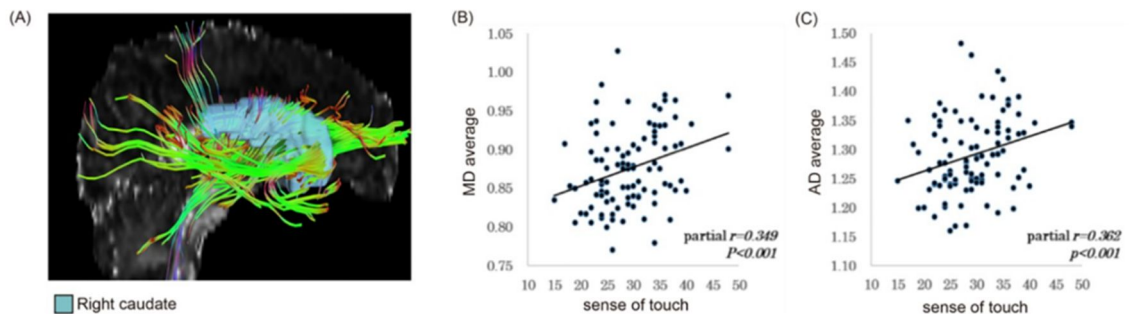 (A)
Right caudate
(B)
MD average
1.05
1.00
0.95
0.90
0.85
0.80
0.75
10 15 20 25 30 35 40 45 50
sense of touch
partial r=0.349
P<0.001
(C)
AD average
1.50
1.45
1.40
1.35
1.30
1.25
1.20
1.15
1.10
10 15 20 25 30 35 40 45 50
sense of touch
partial r=0.362
p<0.001